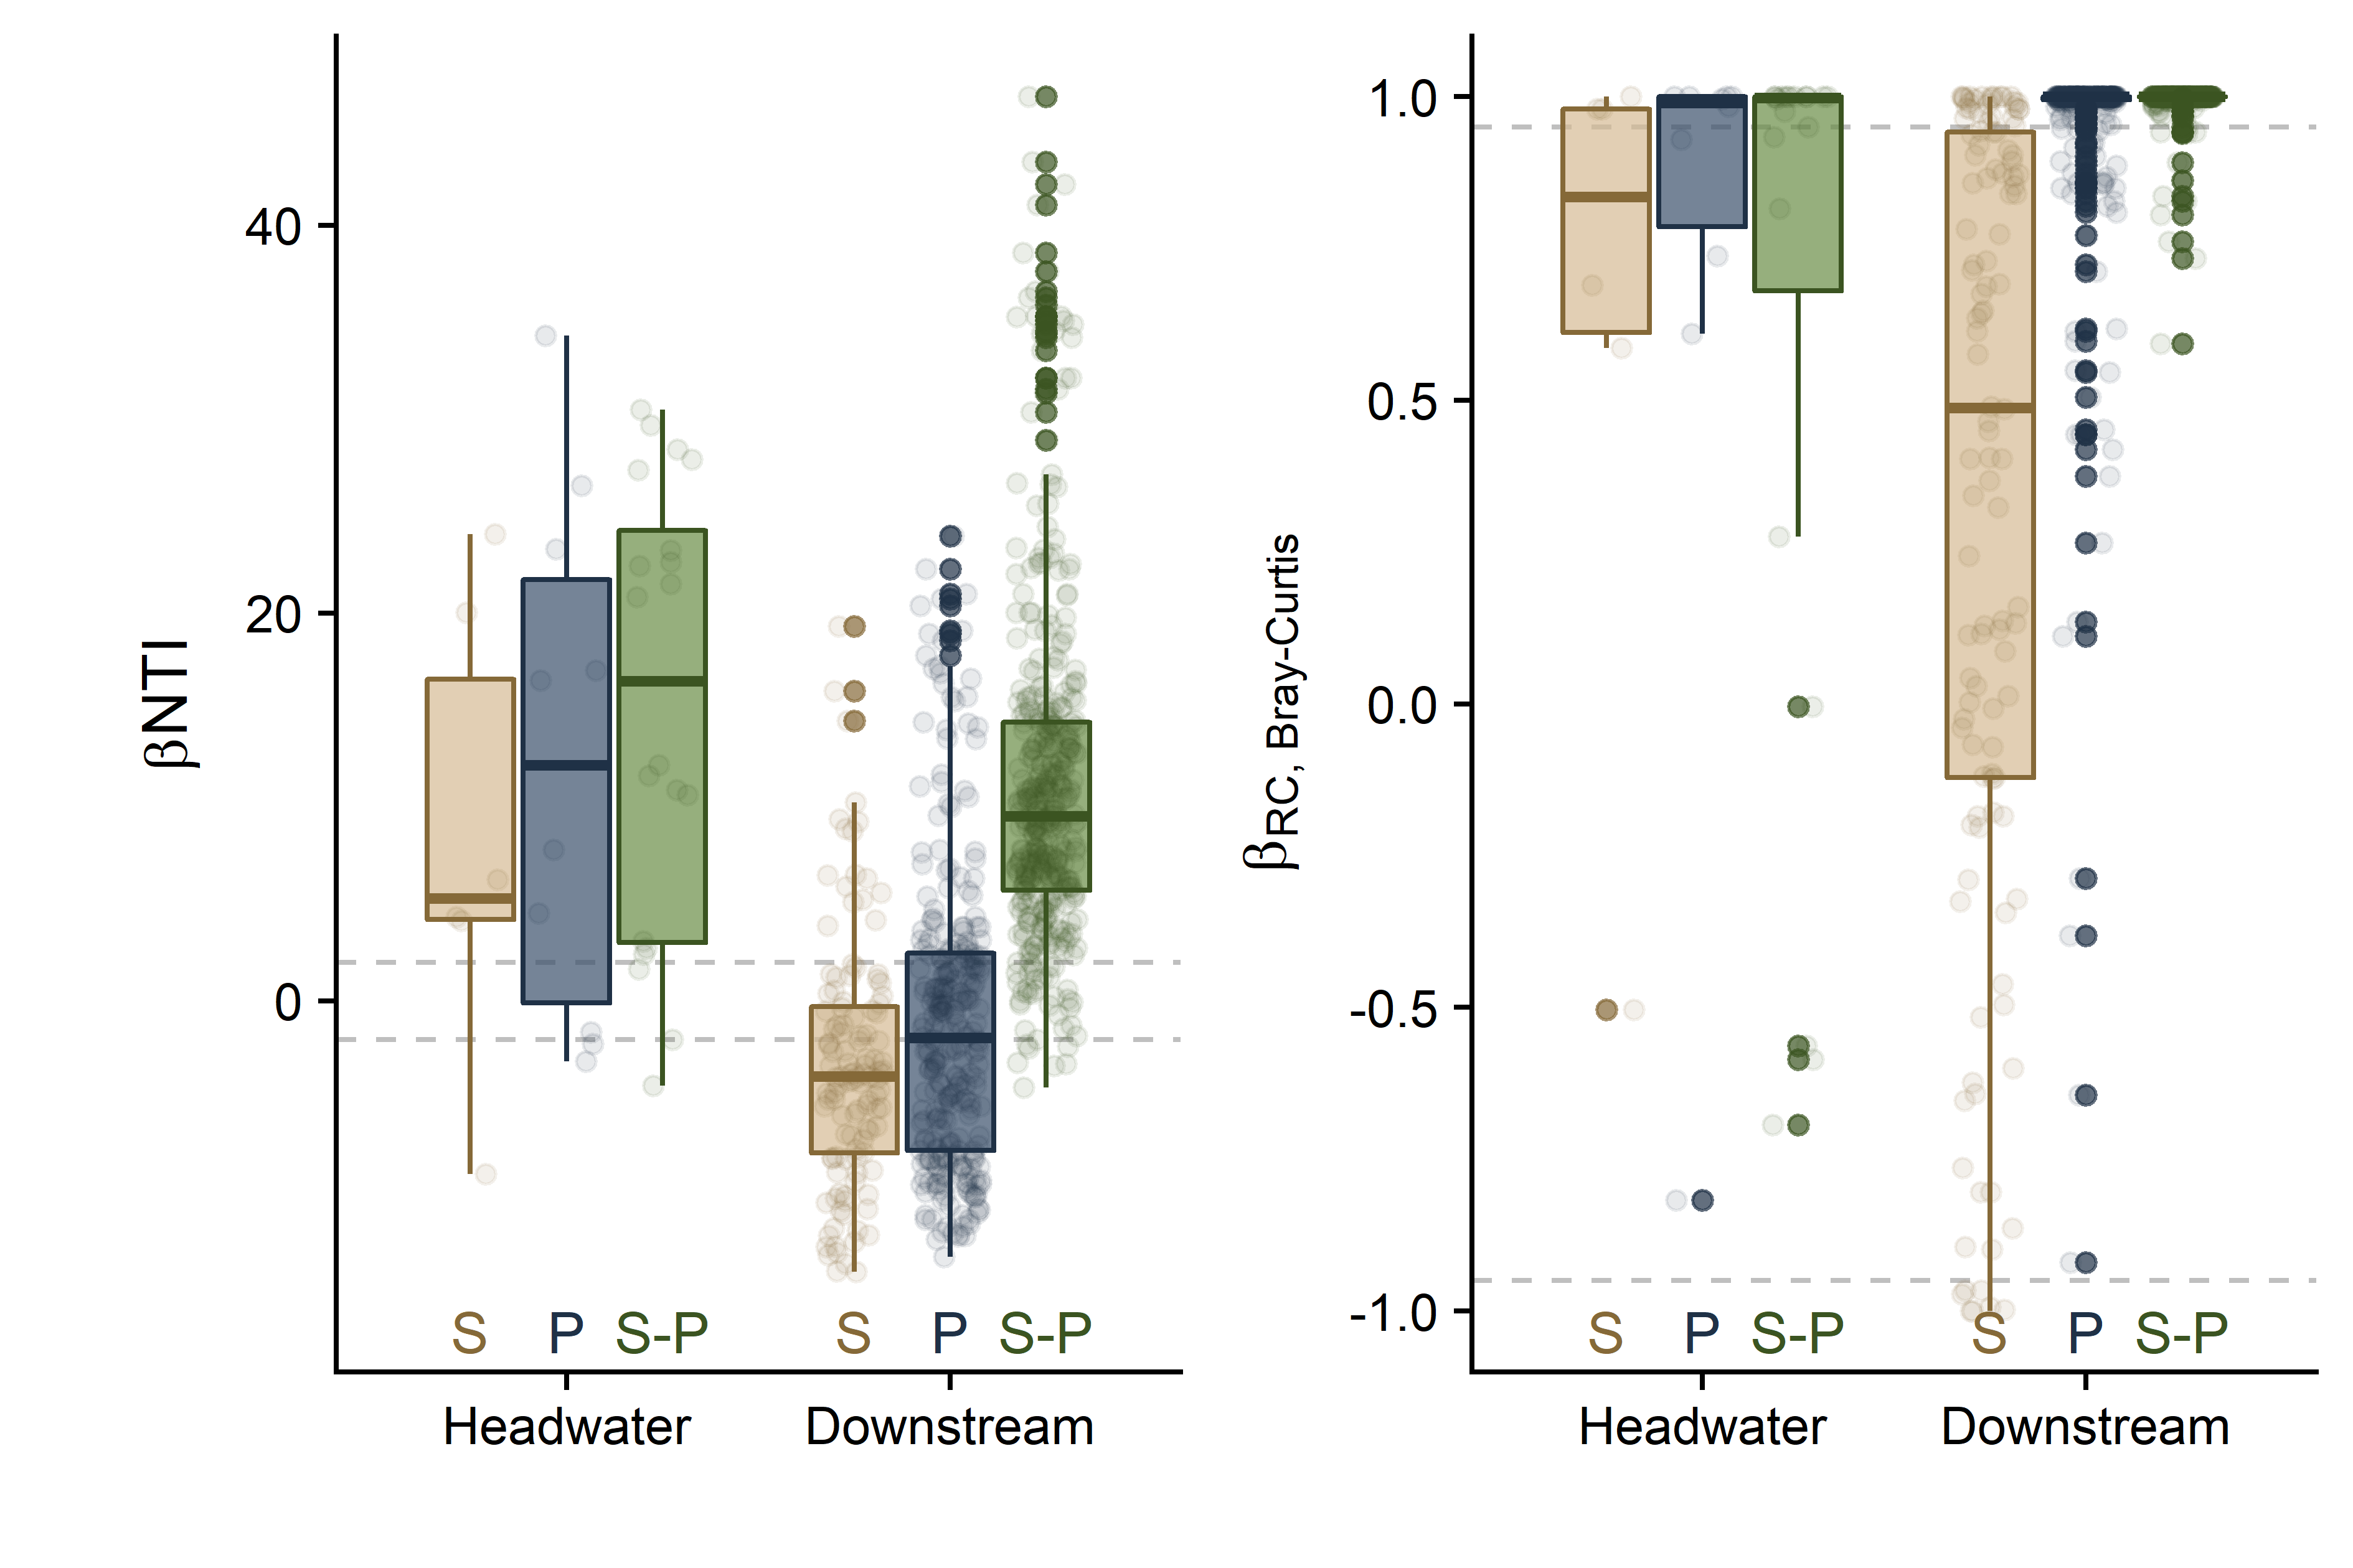 βNTI
40
20
0
S P S-P S P S-P
Headwater Downstream
βRC, Bray-Curtis
1.0
0.5
0.0
-0.5
-1.0
S P S-P S P S-P
Headwater Downstream